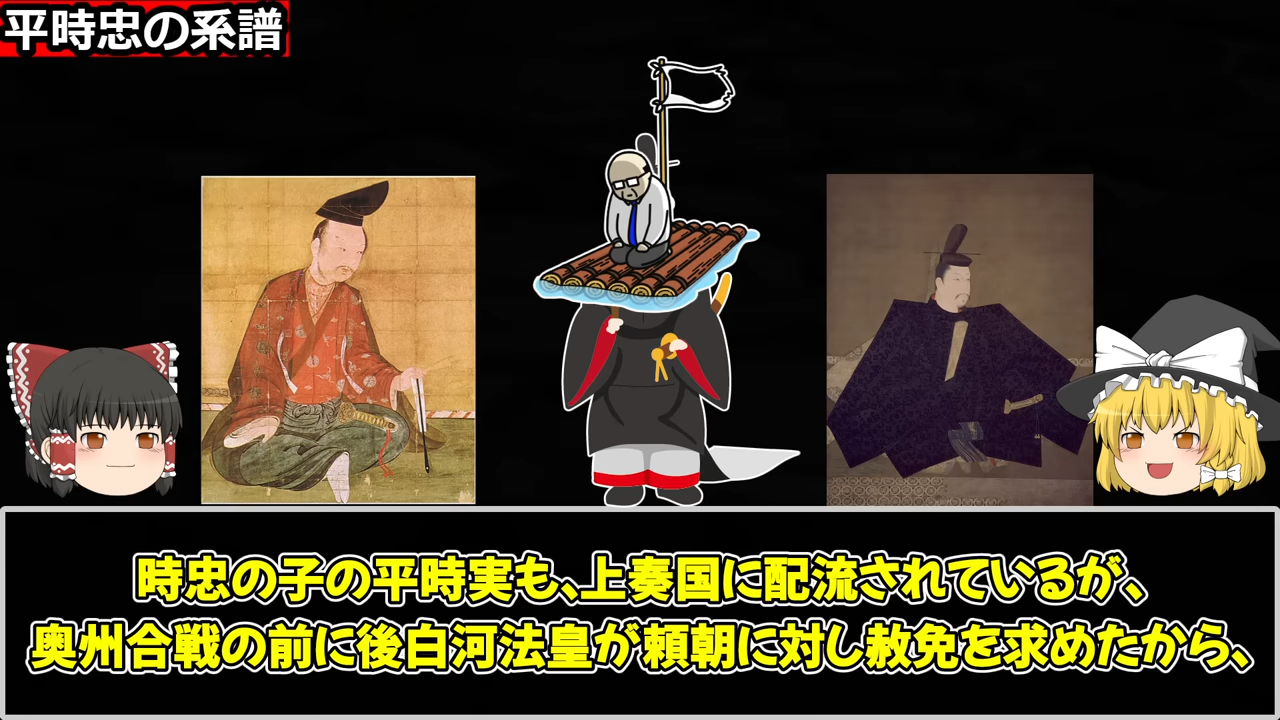 平時忠の系譜
時忠の子の平時実も、上奏国に配流されているが、
奥州合戦の前に後白河法皇が頼朝に対し赦免を求めたから、